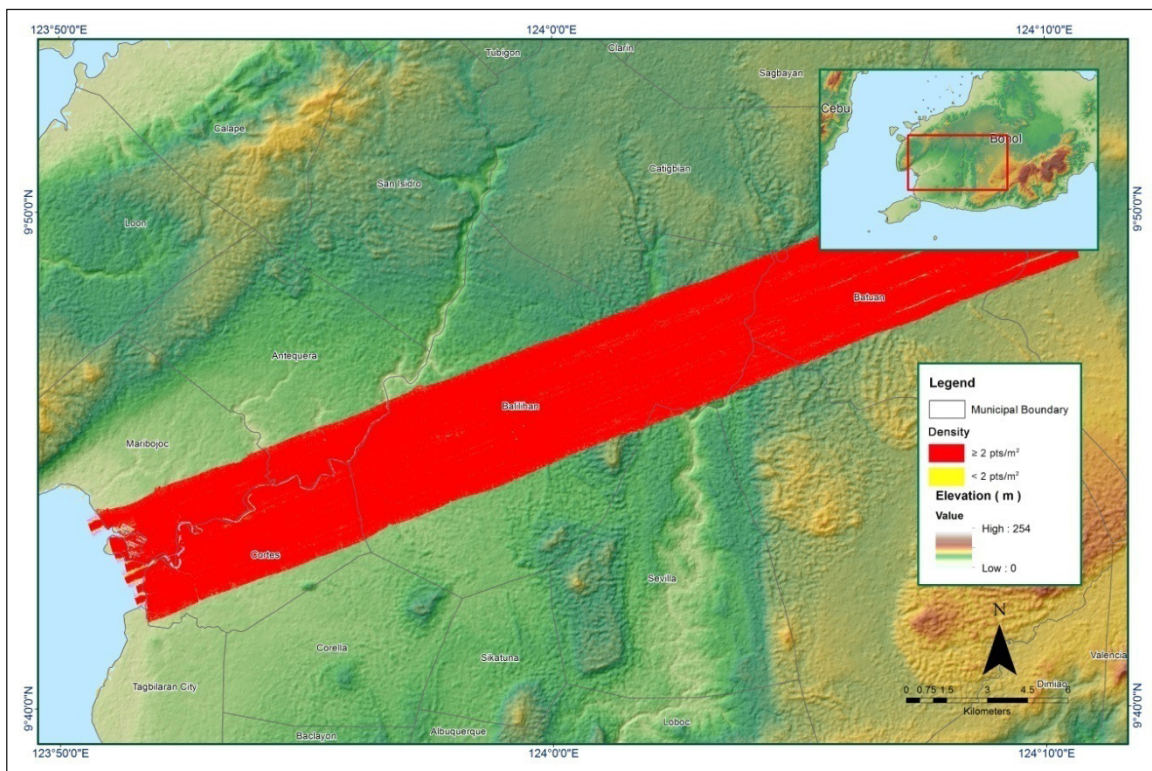 123°50'0"E 124°0'0"E 124°10'0"E
Tubigon
Clarin
Sagbayan
Cebu
Bohol
Calape
Catigbian
San Isidro
9°50'0"N 9°50'0"N
Loon
Batuan
Antequera
Legend
Municipal Boundary
Balilihan
Density
≥ 2 pts/m²
< 2 pts/m²
Maribojoc
Elevation ( m )
Value
High : 254
Cortes
Low : 0
Sevilla
N
Corella
Sikatuna
Valencia
Tagbilaran City
Dimiao
0 0.75 1.5 3 4.5 6
Kilometers
9°40'0"N 9°40'0"N
Loboc
Albuquerque
Baclayon
123°50'0"E 124°0'0"E 124°10'0"E